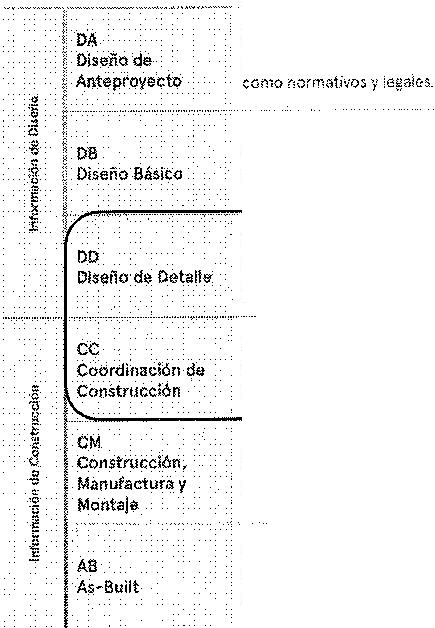 Información de Diseño
DA
Diseño de
Anteproyecto
como normativos y legales.
DB
Diseño Básico
DD
Diseño de Detalle
Información de Construcción
CC
Coordinación de
Construcción
CM
Construcción,
Manufactura y
Montaje
AB
As-Built